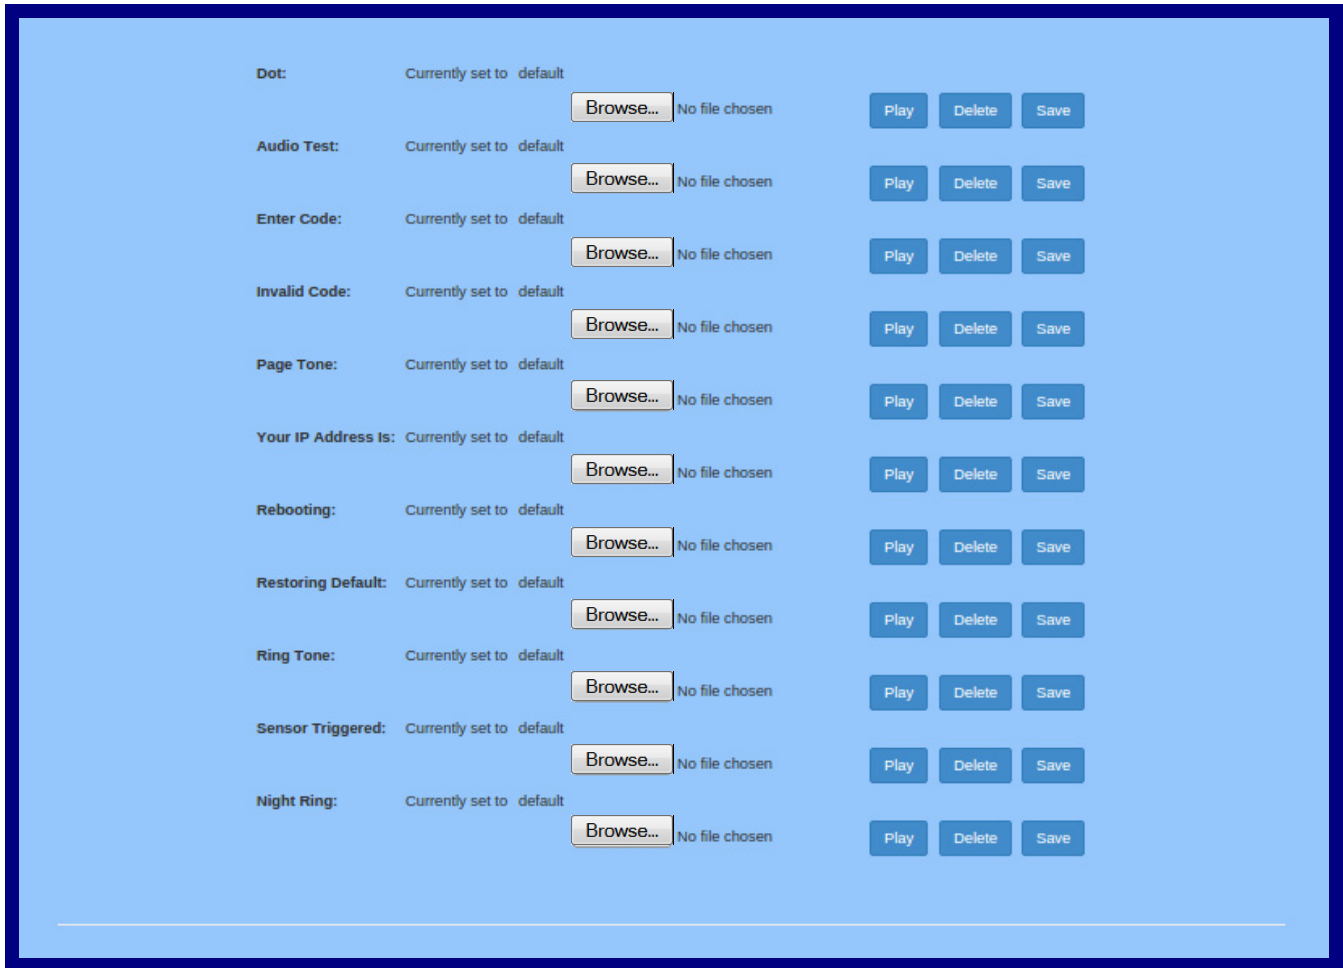 Dot: Currently set to default
Browse... No file chosen Play Delete Save
Audio Test: Currently set to default
Browse... No file chosen Play Delete Save
Enter Code: Currently set to default
Browse... No file chosen Play Delete Save
Invalid Code: Currently set to default
Browse... No file chosen Play Delete Save
Page Tone: Currently set to default
Browse... No file chosen Play Delete Save
Your IP Address Is: Currently set to default
Browse... No file chosen Play Delete Save
Rebooting: Currently set to default
Browse... No file chosen Play Delete Save
Restoring Default: Currently set to default
Browse... No file chosen Play Delete Save
Ring Tone: Currently set to default
Browse... No file chosen Play Delete Save
Sensor Triggered: Currently set to default
Browse... No file chosen Play Delete Save
Night Ring: Currently set to default
Browse... No file chosen Play Delete Save